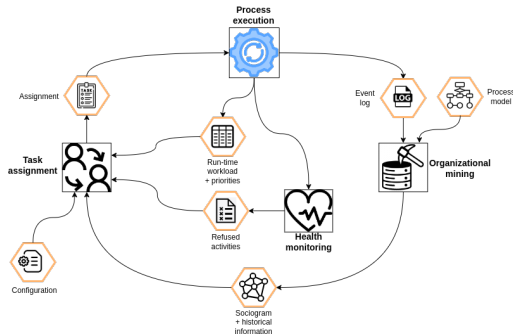 Process
execution
Assignment
TASK
Event
log
LOG
Process
model
Task
assignment
Run-time
workload
+ priorities
Organizational
mining
Refused
activities
Health
monitoring
Configuration
Sociogram
+ historical
information